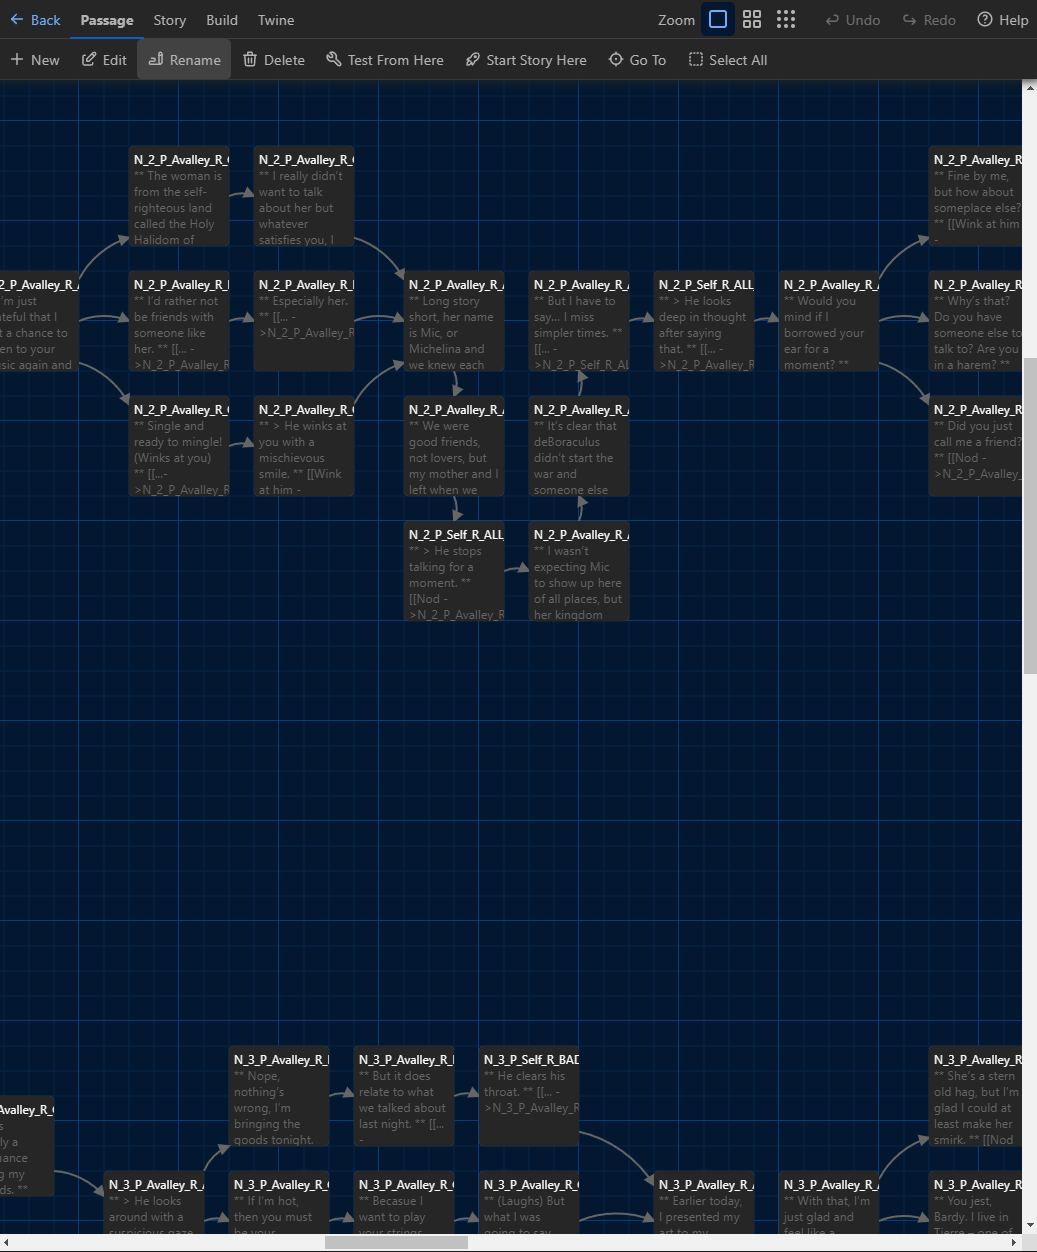 Back Passage Story Build Twine Zoom Undo Redo Help
New Edit Rename Delete Test From Here Start Story Here Go To Select All
N_2_P_Avalley_R_
** The woman is
from the self-
righteous land
called the Holy
Halidom of
N_2_P_Avalley_R_
** I really didn't
want to talk
about her but
whatever
satisfies you, I
N_2_P_Avalley_R
** Fine by me,
but how about
someplace else?
** [[Wink at him
-
2_P_Avalley_R_
'm just
ateful that I
t a chance to
en to your
sic again and
N_2_P_Avalley_R_
** I'd rather not
be friends with
someone like
her. ** [[... -
>N_2_P_Avalley_R
N_2_P_Avalley_R_
** Especially her.
** [[... -
>N_2_P_Avalley_R
N_2_P_Avalley_R_
** Long story
short, her name
is Mic, or
Michelina and
we knew each
N_2_P_Avalley_R_
** But I have to
say... I miss
simpler times. **
[[... -
>N_2_P_Self_R_AL
N_2_P_Self_R_ALL
** > He looks
deep in thought
after saying
that. ** [[... -
>N_2_P_Avalley_R
N_2_P_Avalley_R_
** Would you
mind if I
borrowed your
ear for a
moment? **
N_2_P_Avalley_R
** Why's that?
Do you have
someone else to
talk to? Are you
in a harem? **
N_2_P_Avalley_R_
** Single and
ready to mingle!
(Winks at you)
** [[...-
>N_2_P_Avalley_R
N_2_P_Avalley_R_
** > He winks at
you with a
mischievous
smile. ** [[Wink
at him -
N_2_P_Avalley_R_
** We were
good friends,
not lovers, but
my mother and I
left when we
N_2_P_Avalley_R_
** It's clear that
deBoraculus
didn't start the
war and
someone else
N_2_P_Avalley_R
** Did you just
call me a friend?
** [[Nod -
>N_2_P_Avalley_
N_2_P_Self_R_ALL_
** > He stops
talking for a
moment. **
[[Nod -
>N_2_P_Avalley_R
N_2_P_Avalley_R_
** I wasn't
expecting Mic
to show up here
of all places, but
her kingdom
N_3_P_Avalley_R_
** Nope,
nothing's
wrong, I'm
bringing the
goods tonight.
N_3_P_Avalley_R_
** But it does
relate to what
we talked about
last night. ** [[...
-
N_3_P_Self_R_BAD
** He clears his
throat. ** [[... -
>N_3_P_Avalley_R
N_3_P_Avalley_R
** She's a stern
old hag, but I'm
glad I could at
least make her
smirk. ** [[Nod
Avalley_R_
s
ly a
ance
g my
ds. **
N_3_P_Avalley_R_
** > He looks
around with a
suspicious gaze
N_3_P_Avalley_R_
** If I'm hot,
then you must
be your
N_3_P_Avalley_R_
** Becasue I
want to play
your strings
N_3_P_Avalley_R_
** (Laughs) But
what I was
going to say
N_3_P_Avalley_R_
** Earlier today,
I presented my
art to my
N_3_P_Avalley_R_
** With that, I'm
just glad and
feel like a
N_3_P_Avalley_R
** You jest,
Bardy. I live in
Tierre – one of